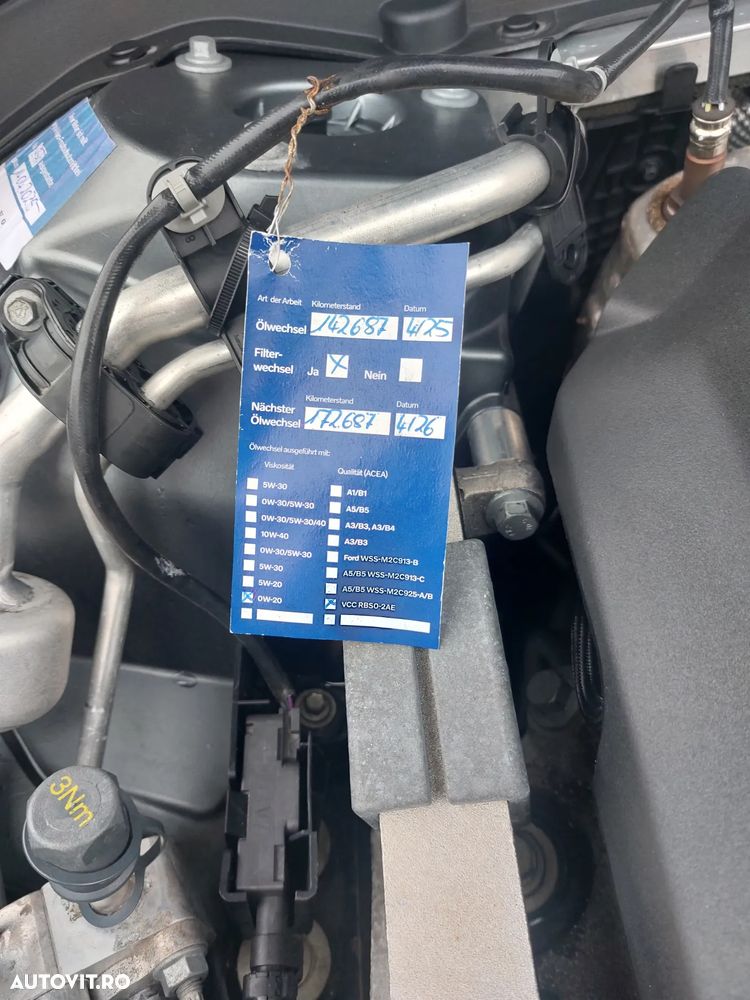 Art der Arbeit Kilometerstand Datum
Ölwechsel 142687 4/25
Filter-
wechsel Ja X Nein
Kilometerstand Datum
Nächster
Ölwechsel 172.687 4/26
Ölwechsel ausgeführt mit:
Viskosität Qualität (ACEA)
5W-30 A1/B1
0W-30/5W-30 A5/B5
0W-30/5W-30/40 A3/B3, A3/B4
10W-40 A3/B3
0W-30/5W-30 Ford WSS-M2C913-B
5W-30 A5/B5 WSS-M2C913-C
5W-20 A5/B5 WSS-M2C925-A/B
X 0W-20 X VCC RBS0-2AE
3Nm
AUTOVIT.RO